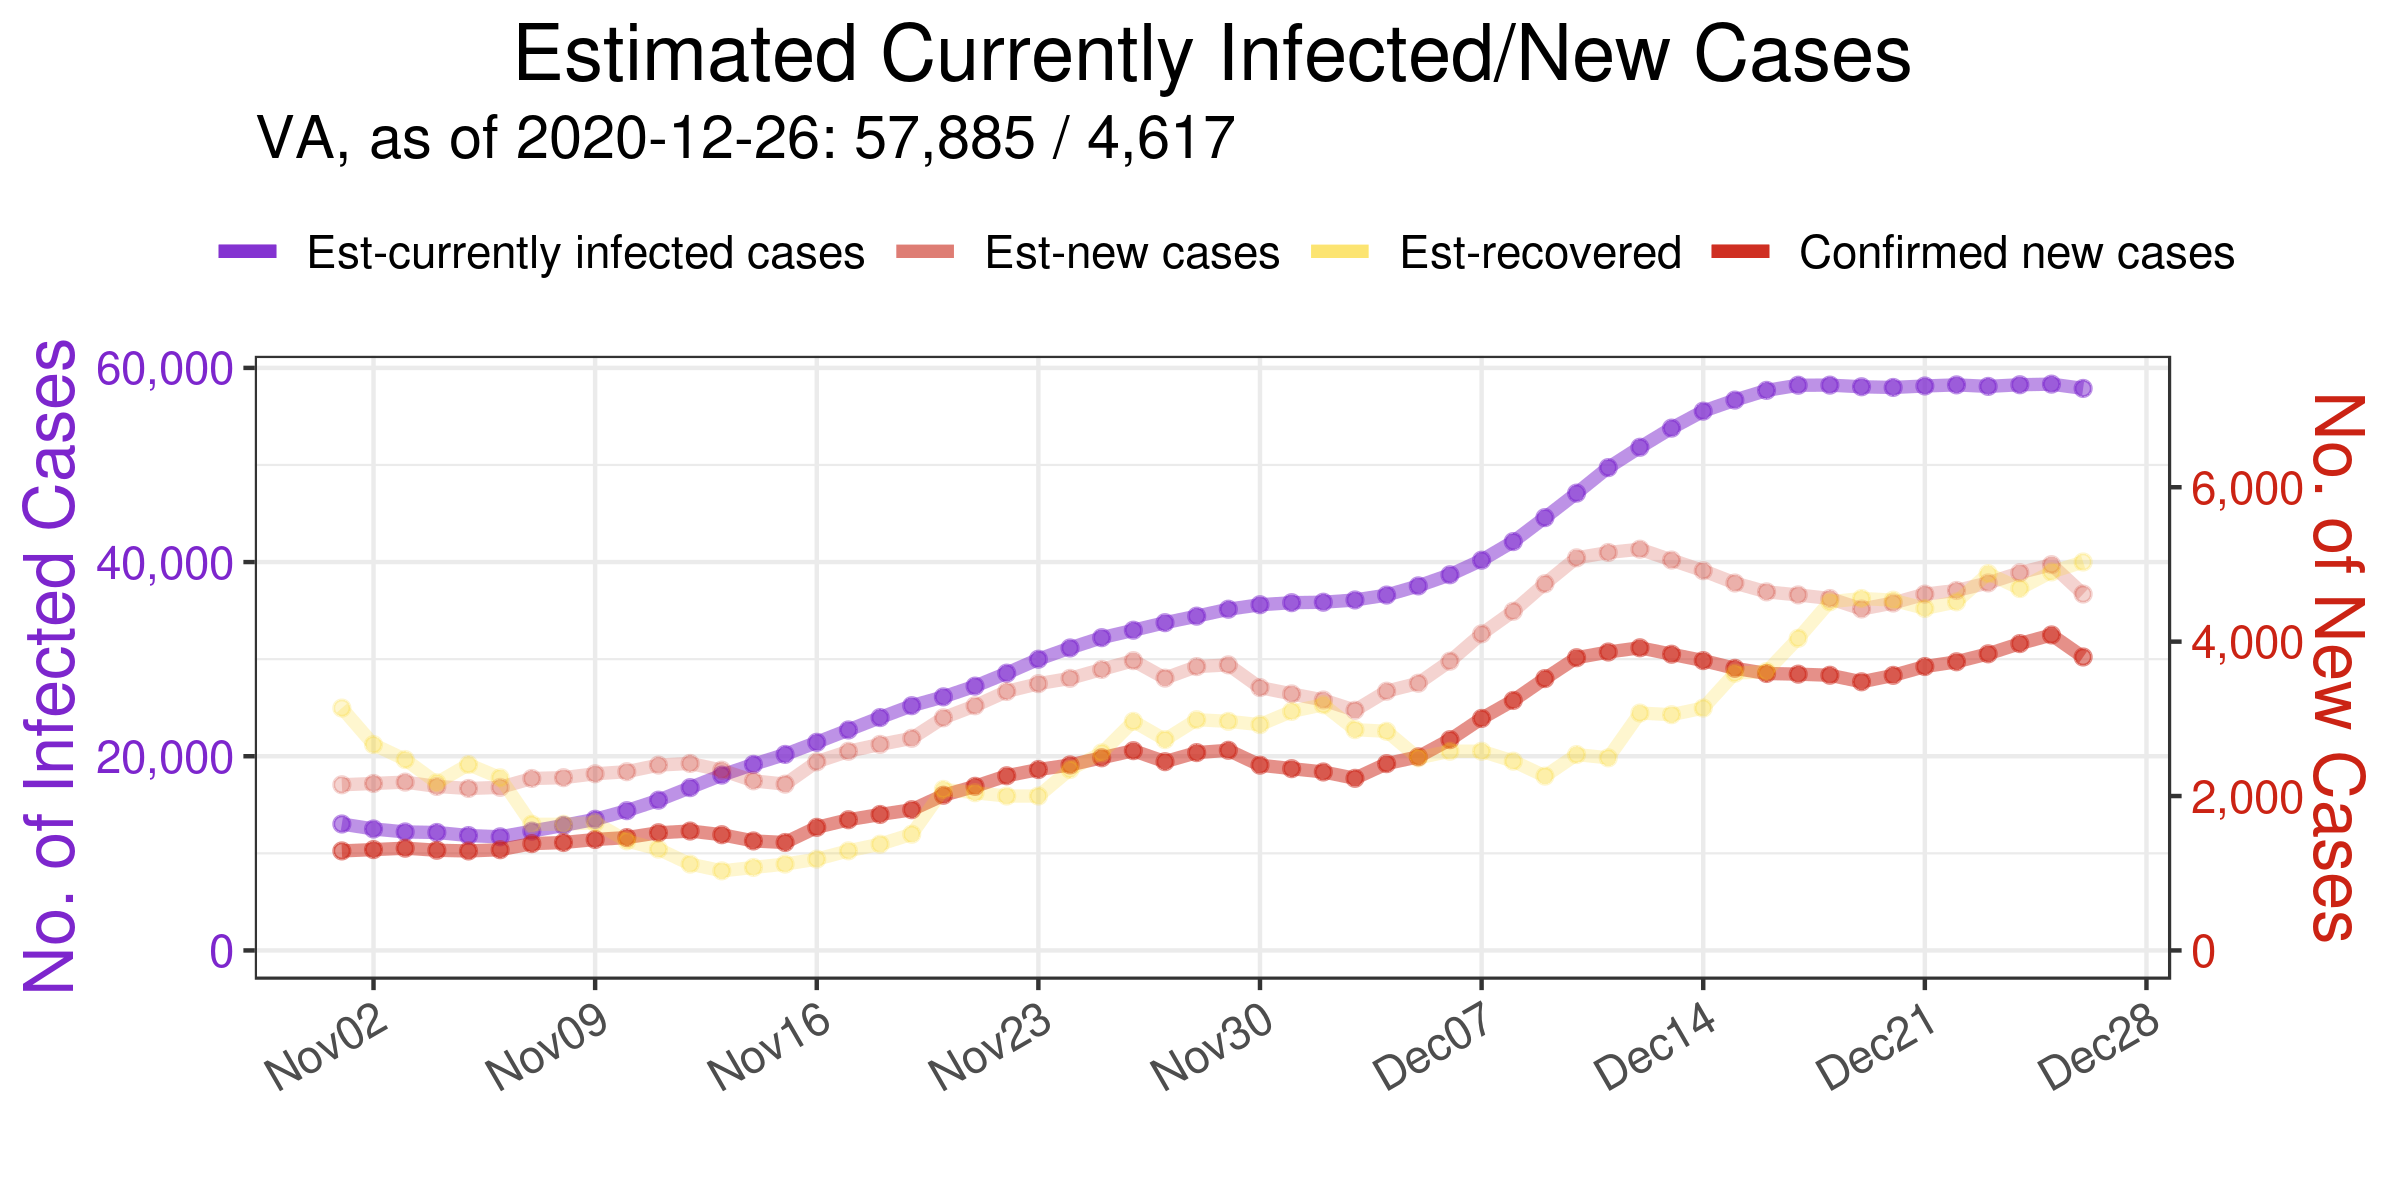 Estimated Currently Infected/New Cases
VA, as of 2020-12-26: 57,885 / 4,617
Est-currently infected cases Est-new cases Est-recovered Confirmed new cases
No. of Infected Cases
60,000
40,000
20,000
0
No. of New Cases
6,000
4,000
2,000
0
Nov02 Nov09 Nov16 Nov23 Nov30 Dec07 Dec14 Dec21 Dec28